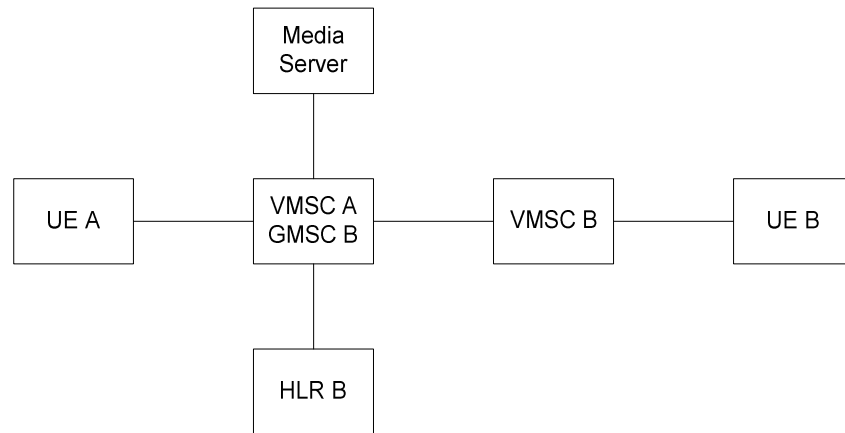 Media
Server
UE A
VMSC A
GMSC B
VMSC B
UE B
HLR B